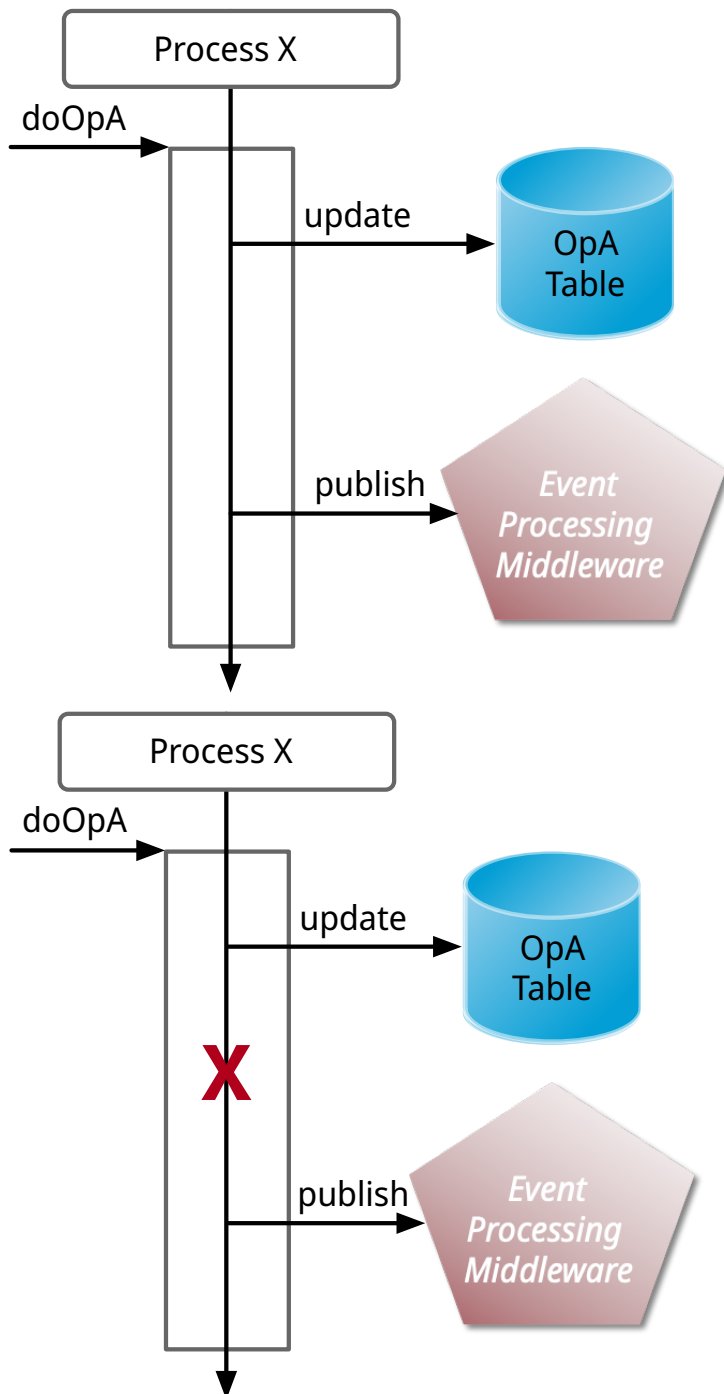 Process X
doOpA
update
OpA
Table
publish
Event
Processing
Middleware
Process X
doOpA
update
OpA
Table
X
publish
Event
Processing
Middleware